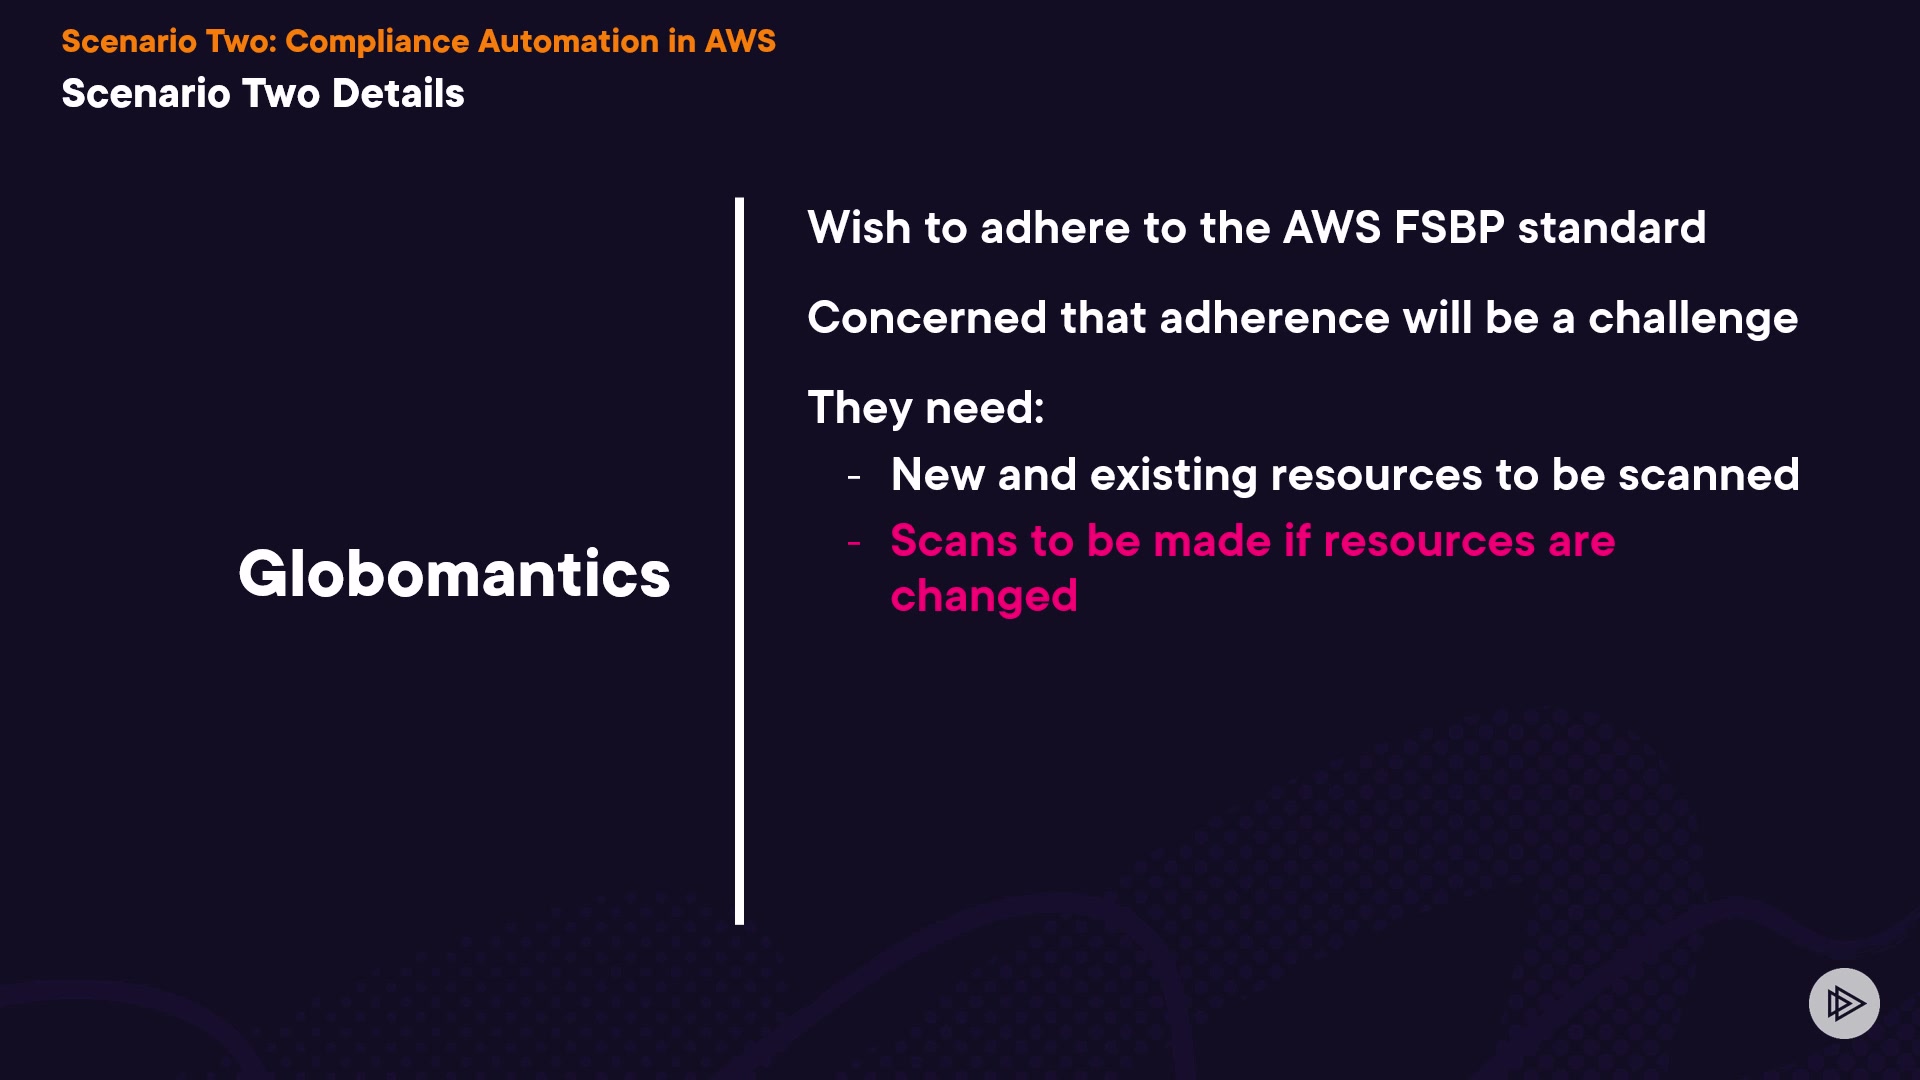 Scenario Two: Compliance Automation in AWS
Scenario Two Details
Globomantics
Wish to adhere to the AWS FSBP standard
Concerned that adherence will be a challenge
They need:
- New and existing resources to be scanned
- Scans to be made if resources are
changed